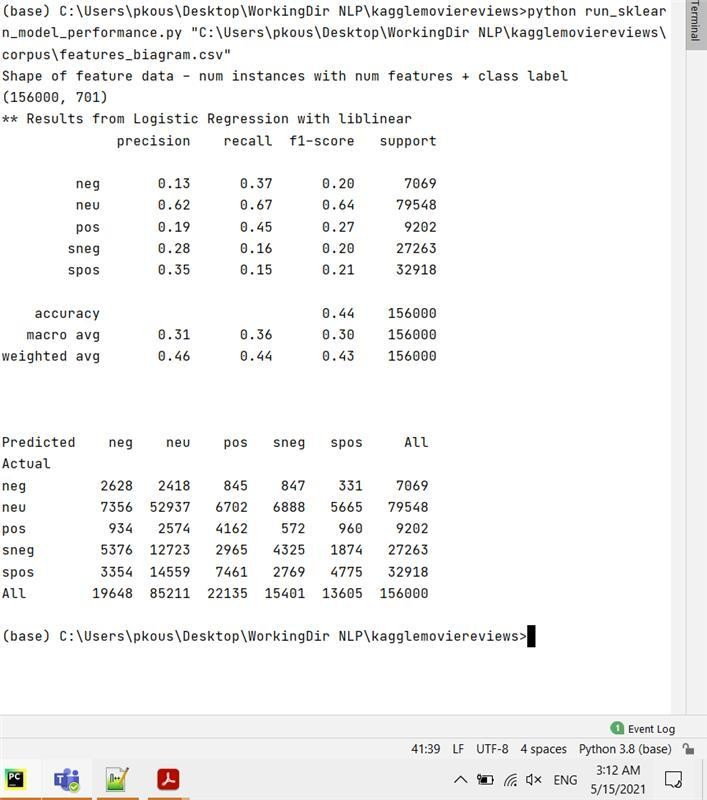 (base) C:\Users\pkous\Desktop\WorkingDir NLP\kagglemoviereviews>python run_sklear
n_model_performance.py "C:\Users\pkous\Desktop\WorkingDir NLP\kagglemoviereviews\
corpus\features_biagram.csv"
Shape of feature data - num instances with num features + class label
(156000, 701)
** Results from Logistic Regression with liblinear
precision recall f1-score support
neg 0.13 0.37 0.20 7069
neu 0.62 0.67 0.64 79548
pos 0.19 0.45 0.27 9202
sneg 0.28 0.16 0.20 27263
spos 0.35 0.15 0.21 32918
accuracy 0.44 156000
macro avg 0.31 0.36 0.30 156000
weighted avg 0.46 0.44 0.43 156000
Predicted neg neu pos sneg spos All
Actual
neg 2628 2418 845 847 331 7069
neu 7356 52937 6702 6888 5665 79548
pos 934 2574 4162 572 960 9202
sneg 5376 12723 2965 4325 1874 27263
spos 3354 14559 7461 2769 4775 32918
All 19648 85211 22135 15401 13605 156000
(base) C:\Users\pkous\Desktop\WorkingDir NLP\kagglemoviereviews>
Terminal
1 Event Log
41:39 LF UTF-8 4 spaces Python 3.8 (base)
PC
T
ENG
3:12 AM
5/15/2021